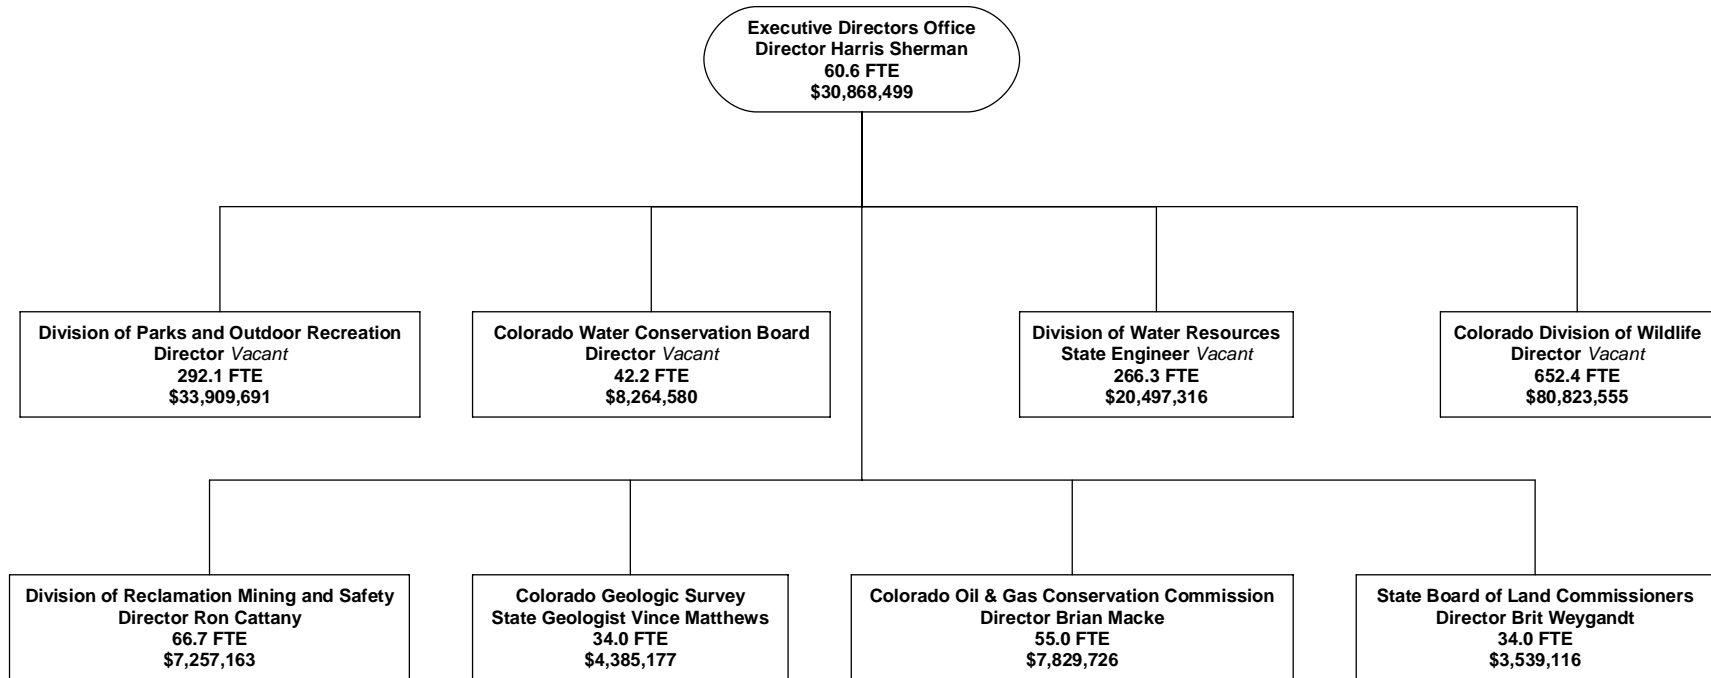 Executive Directors Office
Director Harris Sherman
60.6 FTE
$30,868,499
Division of Parks and Outdoor Recreation
Director Vacant
292.1 FTE
$33,909,691
Colorado Water Conservation Board
Director Vacant
42.2 FTE
$8,264,580
Division of Water Resources
State Engineer Vacant
266.3 FTE
$20,497,316
Colorado Division of Wildlife
Director Vacant
652.4 FTE
$80,823,555
Division of Reclamation Mining and Safety
Director Ron Cattany
66.7 FTE
$7,257,163
Colorado Geologic Survey
State Geologist Vince Matthews
34.0 FTE
$4,385,177
Colorado Oil & Gas Conservation Commission
Director Brian Macke
55.0 FTE
$7,829,726
State Board of Land Commissioners
Director Brit Weygandt
34.0 FTE
$3,539,116